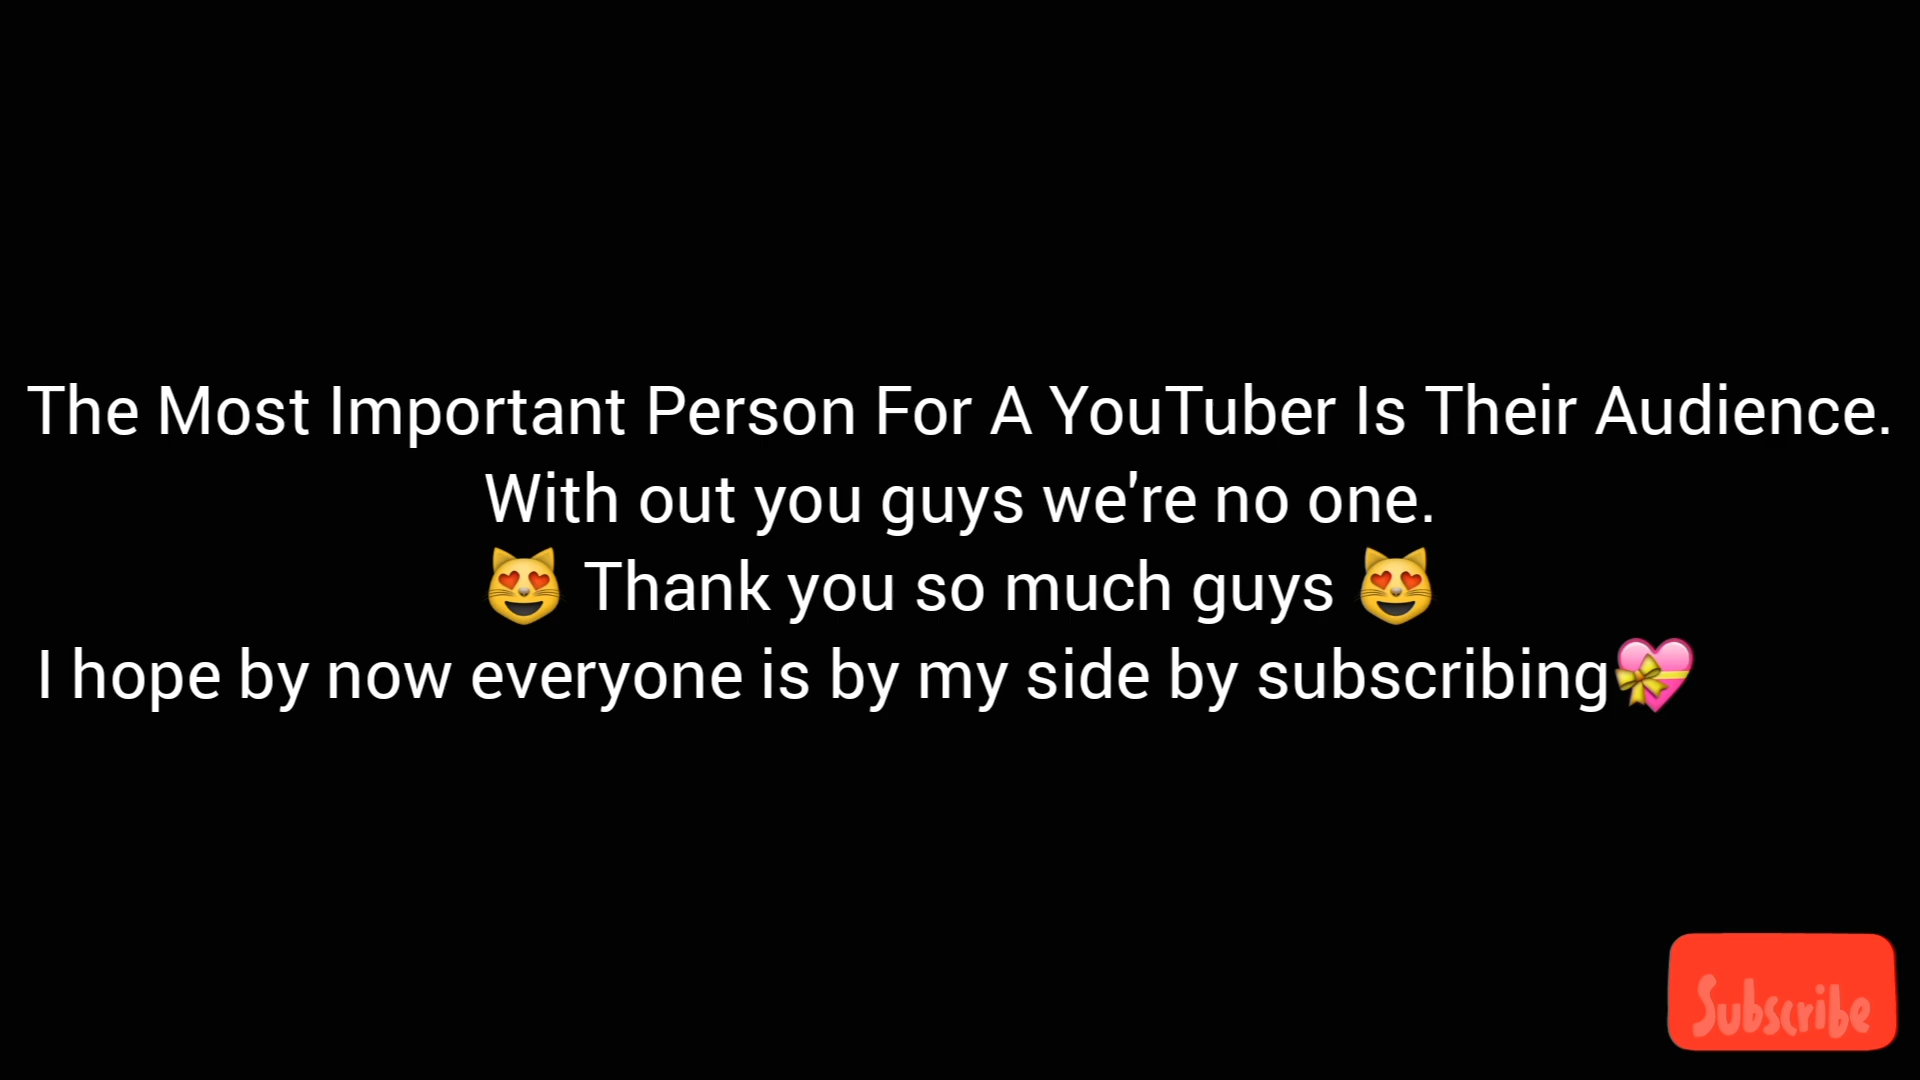 The Most Important Person For A YouTuber Is Their Audience.
With out you guys we're no one.
😻 Thank you so much guys 😻
I hope by now everyone is by my side by subscribing💝
Subscribe